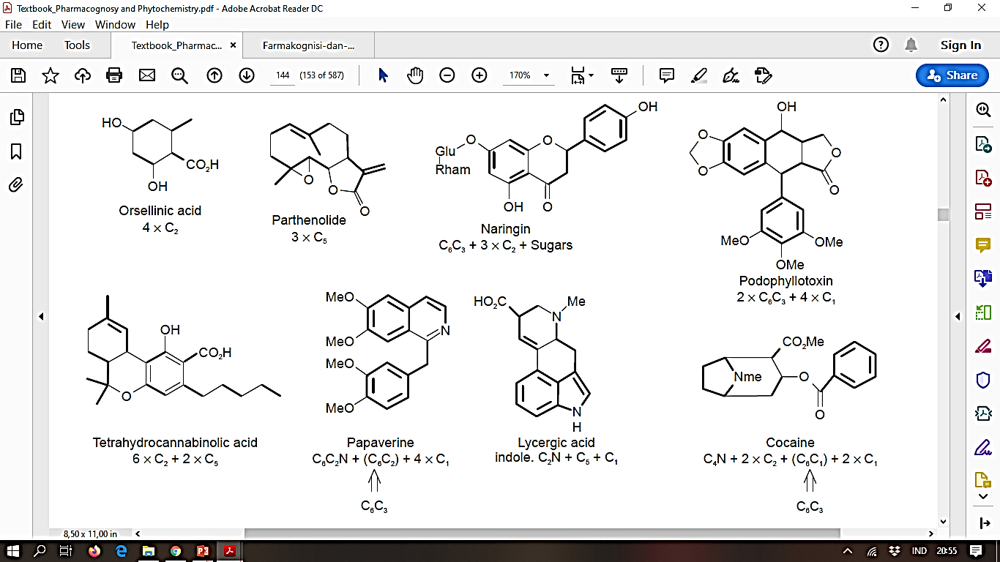 Textbook_Pharmacognosy and Phytochemistry.pdf - Adobe Acrobat Reader DC
File Edit View Window Help
Home Tools Textbook_Pharmac... × Farmakognisi-dan-... Sign In
144 (153 of 587) 170% Share
HO
CO₂H
OH
Orsellinic acid
4 × C₂
O
O
O
Parthenolide
3 × C₅
OH
O
O
Glu
Rham
OH
O
Naringin
C₆C₃ + 3 × C₂ + Sugars
OH
O
O
O
O
MeO
OMe
OMe
Podophyllotoxin
2 × C₆C₃ + 4 × C₁
OH
CO₂H
O
Tetrahydrocannabinolic acid
6 × C₂ + 2 × C₅
MeO
MeO
N
MeO
MeO
Papaverine
C₆C₂N + (C₆C₂) + 4 × C₁
C₆C₃
HO₂C
Me
N
N
H
Lycergic acid
indole. C₂N + C₅ + C₁
CO₂Me
Nme
O
O
Cocaine
C₄N + 2 × C₂ + (C₆C₁) + 2 × C₁
C₆C₃
8,50 x 11,00 in
IND 20:55